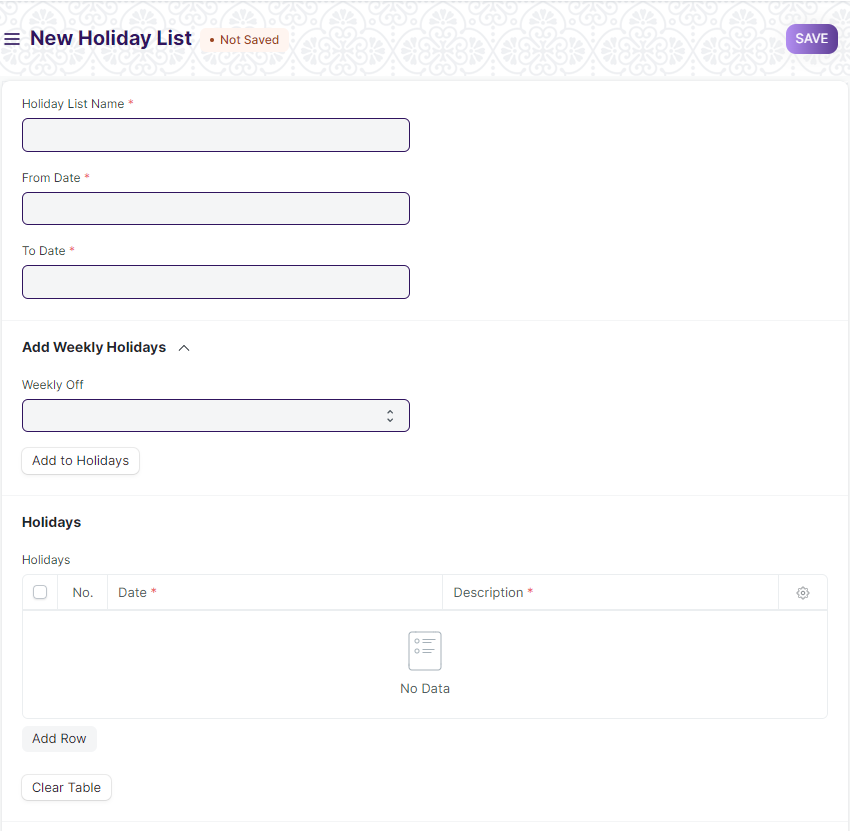 New Holiday List • Not Saved SAVE
Holiday List Name *
From Date *
To Date *
Add Weekly Holidays
Weekly Off
Add to Holidays
Holidays
Holidays
No. Date * Description *
No Data
Add Row
Clear Table